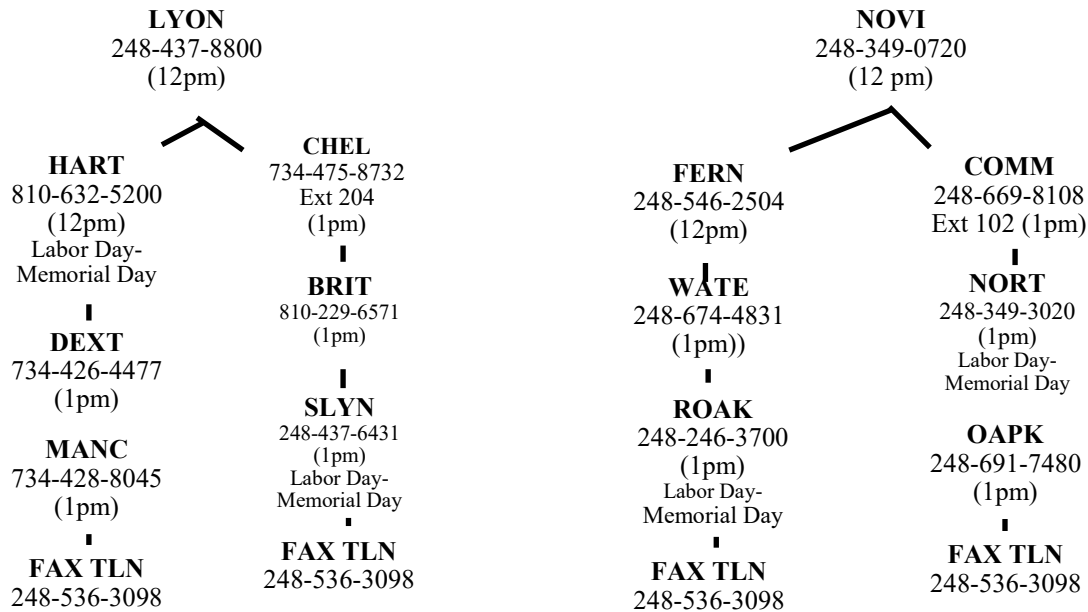 LYON
248-437-8800
(12pm)
HART
810-632-5200
(12pm)
Labor Day-
Memorial Day
DEXT
734-426-4477
(1pm)
MANC
734-428-8045
(1pm)
FAX TLN
248-536-3098
CHEL
734-475-8732
Ext 204
(1pm)
BRIT
810-229-6571
(1pm)
SLYN
248-437-6431
(1pm)
Labor Day-
Memorial Day
FAX TLN
248-536-3098
NOVI
248-349-0720
(12 pm)
FERN
248-546-2504
(12pm)
WATE
248-674-4831
(1pm))
ROAK
248-246-3700
(1pm)
Labor Day-
Memorial Day
FAX TLN
248-536-3098
COMM
248-669-8108
Ext 102 (1pm)
NORT
248-349-3020
(1pm)
Labor Day-
Memorial Day
OAPK
248-691-7480
(1pm)
FAX TLN
248-536-3098